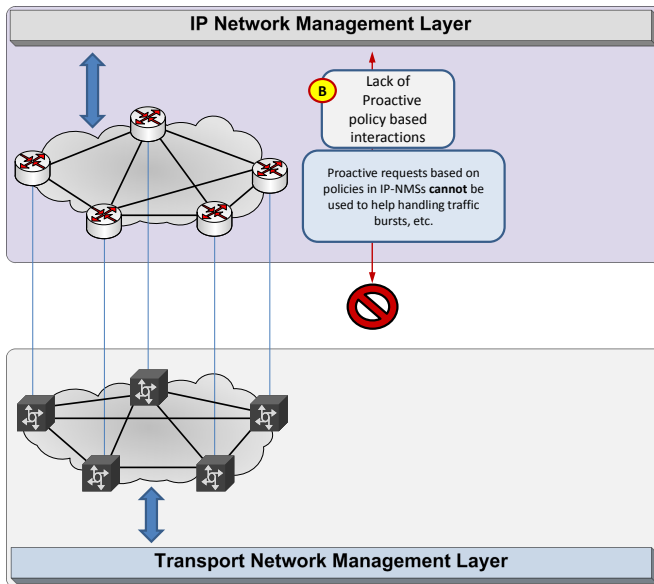 IP Network Management Layer
B
Lack of
Proactive
policy based
interactions
Proactive requests based on
policies in IP-NMSs cannot be
used to help handling traffic
bursts, etc.
Transport Network Management Layer